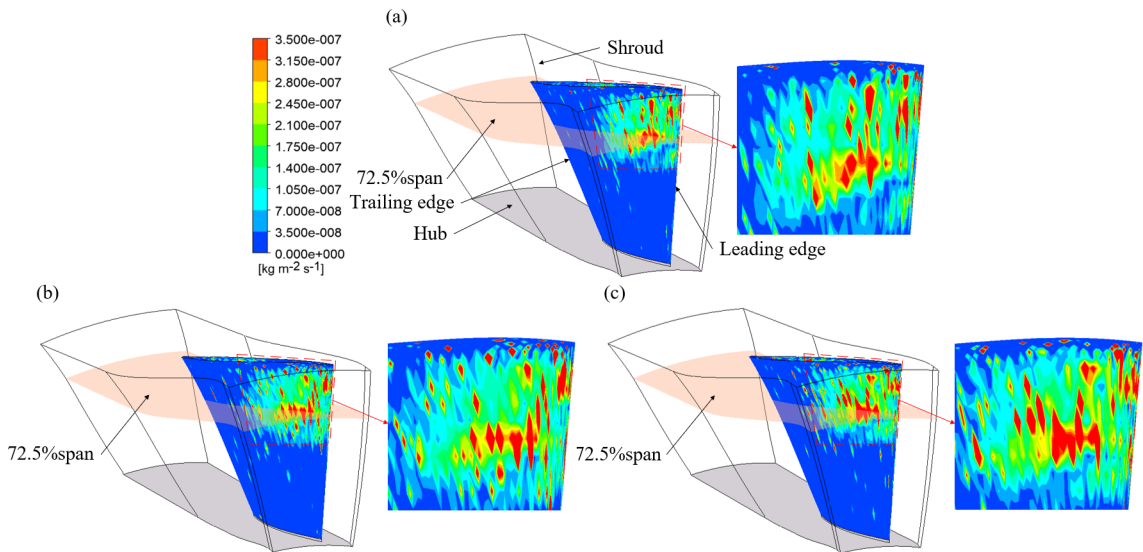 (a)
3.500e-007
3.150e-007
2.800e-007
2.450e-007
2.100e-007
1.750e-007
1.400e-007
1.050e-007
7.000e-008
3.500e-008
0.000e+000
[kg m^-2 s^-1]
Shroud
72.5%span
Trailing edge
Hub
Leading edge
(b)
72.5%span
(c)
72.5%span